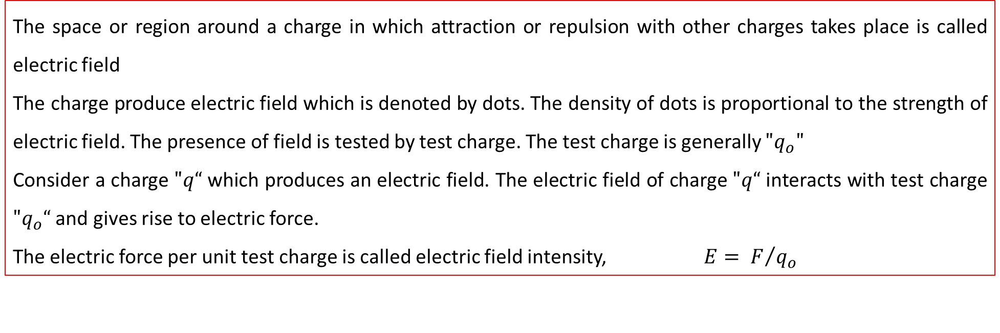 The space or region around a charge in which attraction or repulsion with other charges takes place is called
electric field
The charge produce electric field which is denoted by dots. The density of dots is proportional to the strength of
electric field. The presence of field is tested by test charge. The test charge is generally "qₒ"
Consider a charge "q“ which produces an electric field. The electric field of charge "q“ interacts with test charge
"qₒ“ and gives rise to electric force.
The electric force per unit test charge is called electric field intensity, E = F/qₒ